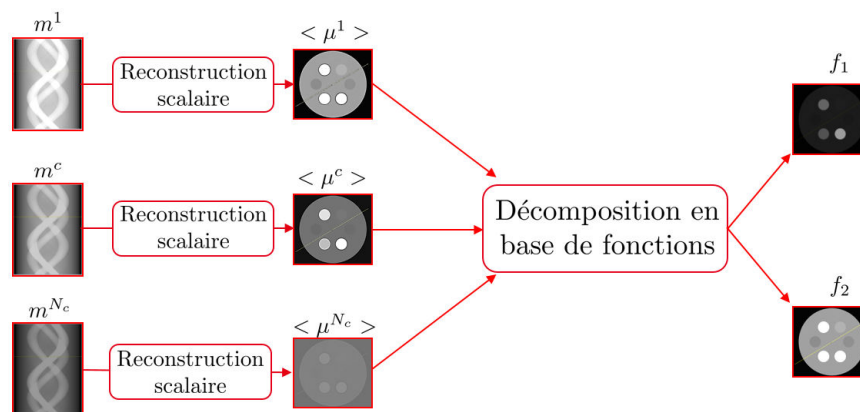 m^1
Reconstruction
scalaire
< μ^1 >
m^c
Reconstruction
scalaire
< μ^c >
m^{N_c}
Reconstruction
scalaire
< μ^{N_c} >
Décomposition en
base de fonctions
f_1
f_2